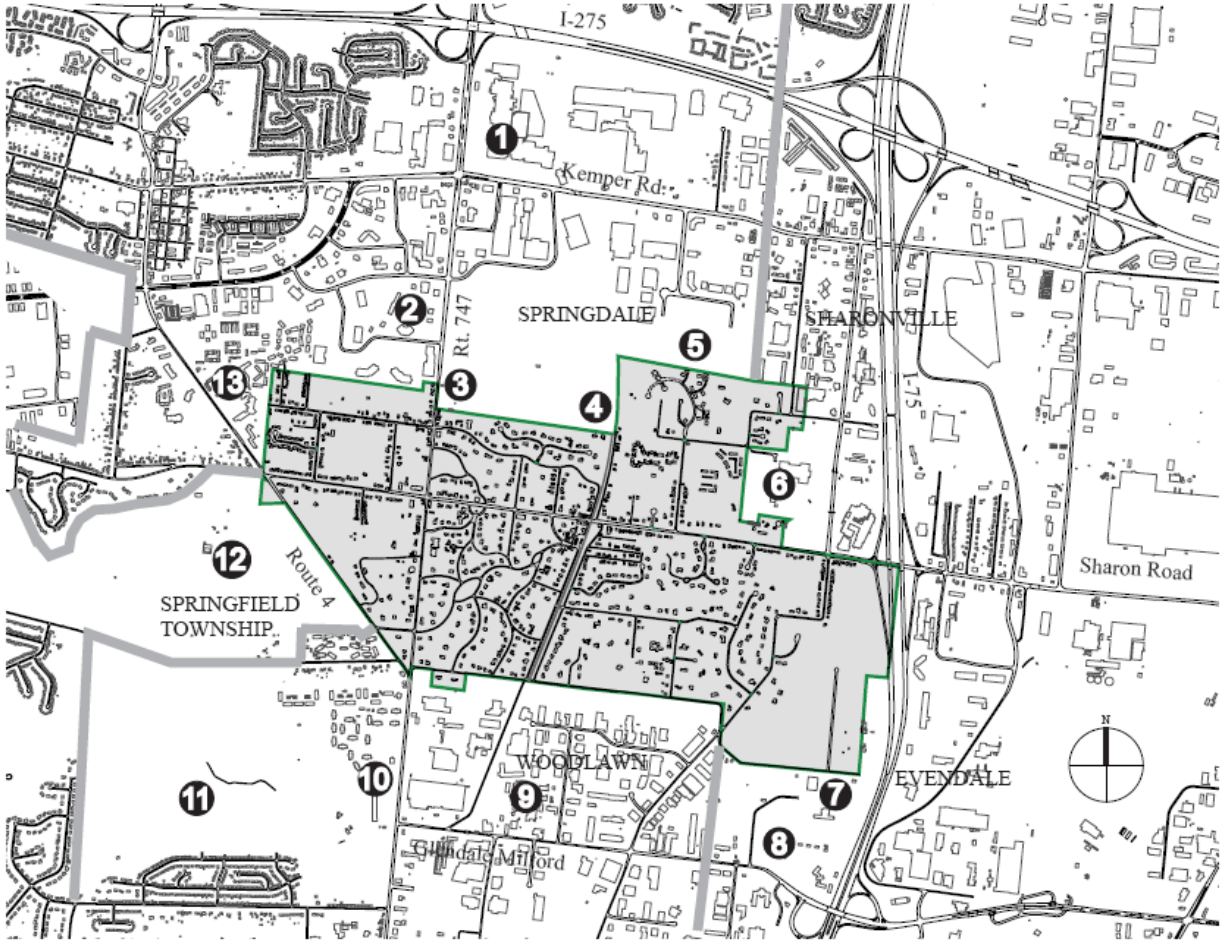 I-275
1
Kemper Rd.
2
Rt. 747
SPRINGDALE
SHARONVILLE
5
I-75
13
3
4
6
12
Route 4
Sharon Road
SPRINGFIELD
TOWNSHIP
N
WOODLAWN
10
EVENDALE
11
9
7
8
Glendale Milford